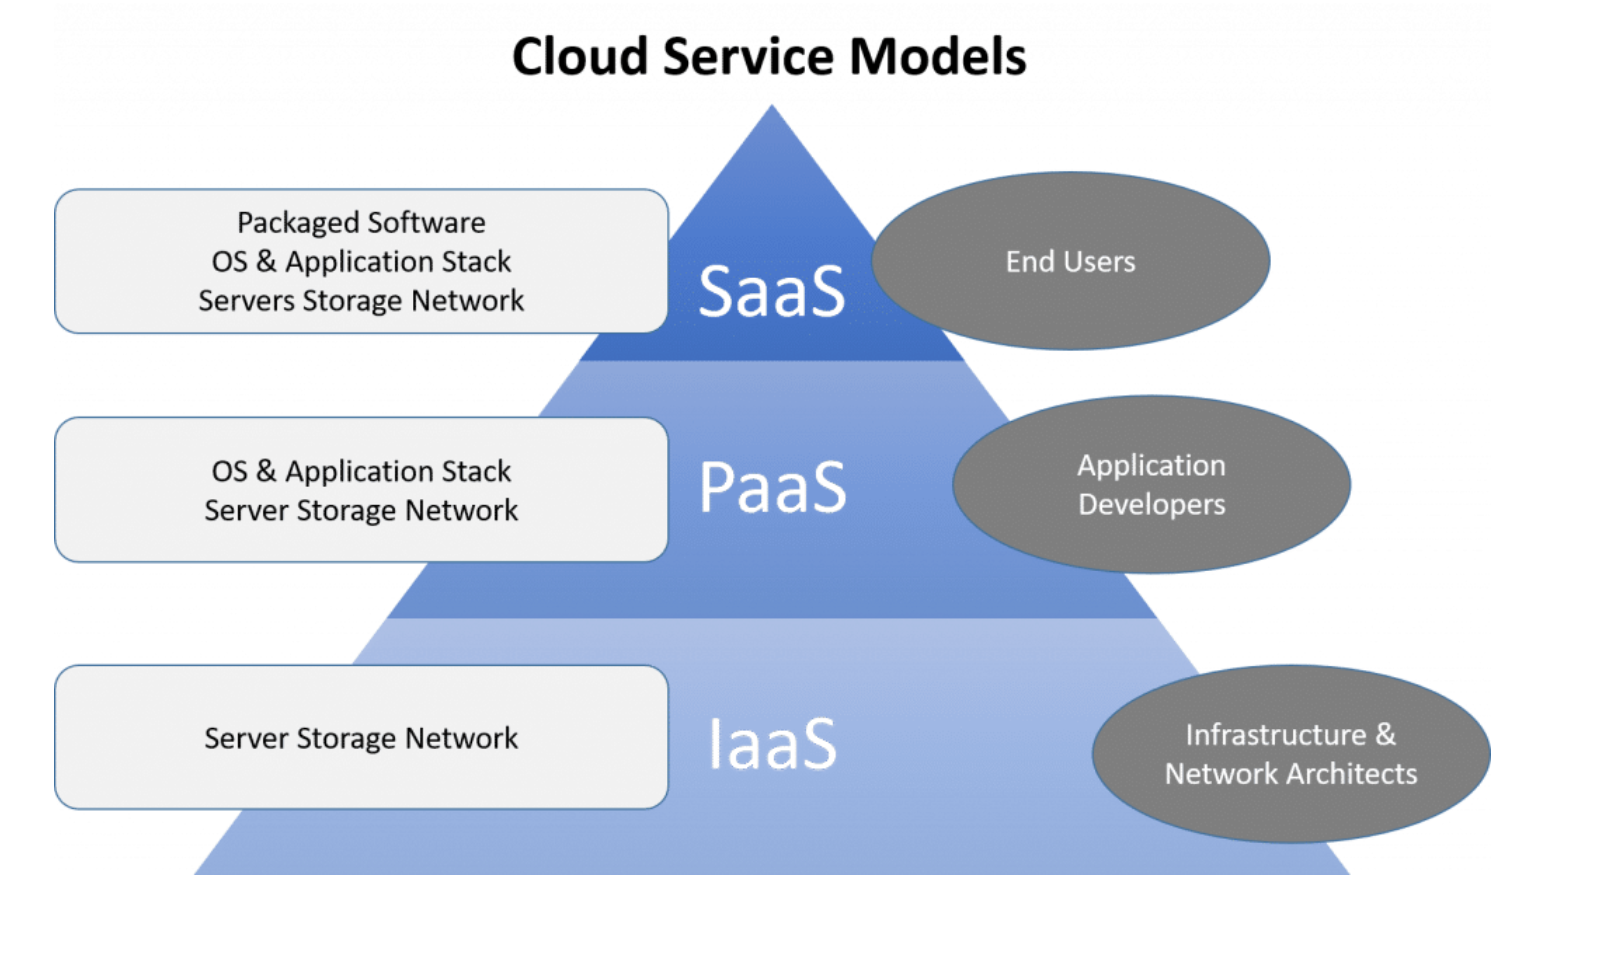 Cloud Service Models
Packaged Software
OS & Application Stack
Servers Storage Network
SaaS
End Users
OS & Application Stack
Server Storage Network
PaaS
Application
Developers
Server Storage Network
IaaS
Infrastructure &
Network Architects